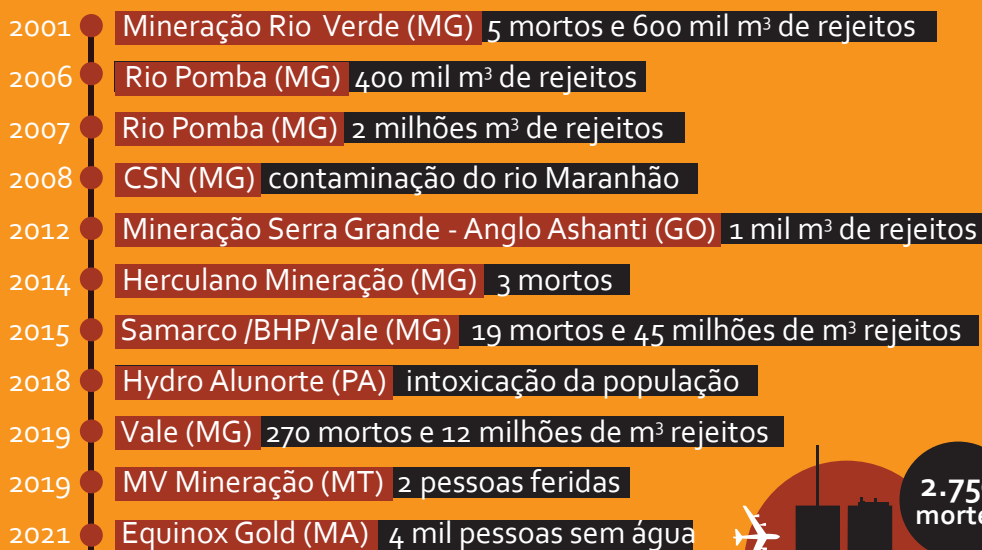 2001 Mineração Rio Verde (MG) 5 mortos e 600 mil m³ de rejeitos
2006 Rio Pomba (MG) 400 mil m³ de rejeitos
2007 Rio Pomba (MG) 2 milhões m³ de rejeitos
2008 CSN (MG) contaminação do rio Maranhão
2012 Mineração Serra Grande - Anglo Ashanti (GO) 1 mil m³ de rejeitos
2014 Herculano Mineração (MG) 3 mortos
2015 Samarco /BHP/Vale (MG) 19 mortos e 45 milhões de m³ rejeitos
2018 Hydro Alunorte (PA) intoxicação da população
2019 Vale (MG) 270 mortos e 12 milhões de m³ rejeitos
2019 MV Mineração (MT) 2 pessoas feridas
2021 Equinox Gold (MA) 4 mil pessoas sem água